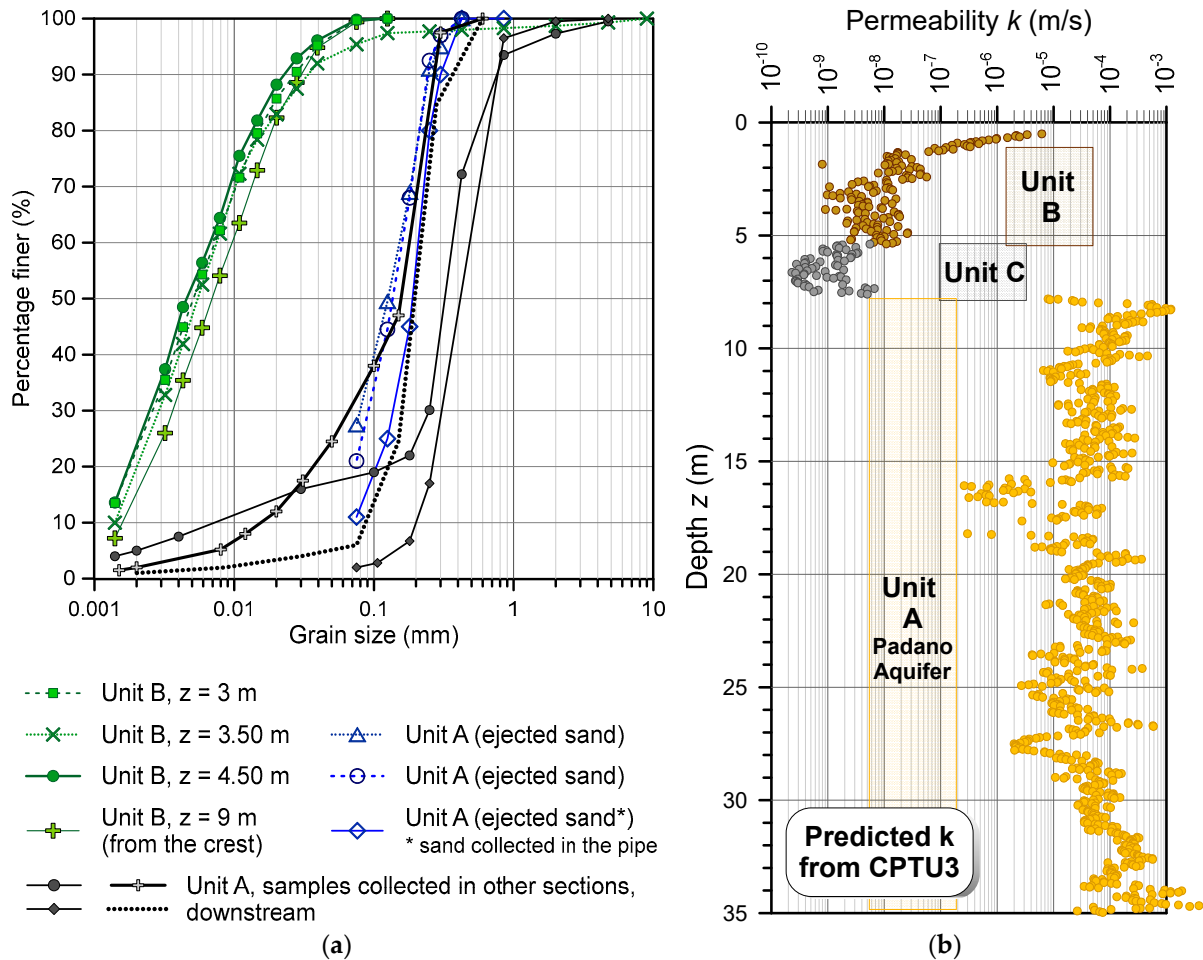 100
90
80
70
60
50
40
30
20
10
0
Percentage finer (%)
0.001
0.01
0.1
1
10
Grain size (mm)
Unit B, z = 3 m
Unit B, z = 3.50 m
Unit B, z = 4.50 m
Unit B, z = 9 m
(from the crest)
Unit A (ejected sand)
Unit A (ejected sand)
Unit A (ejected sand*)
* sand collected in the pipe
Unit A, samples collected in other sections,
downstream
(a)
Permeability k (m/s)
10⁻¹⁰
10⁻⁹
10⁻⁸
10⁻⁷
10⁻⁶
10⁻⁵
10⁻⁴
10⁻³
0
5
10
15
20
25
30
35
Depth z (m)
Unit
B
Unit C
Unit
A
Padano
Aquifer
Predicted k
from CPTU3
(b)